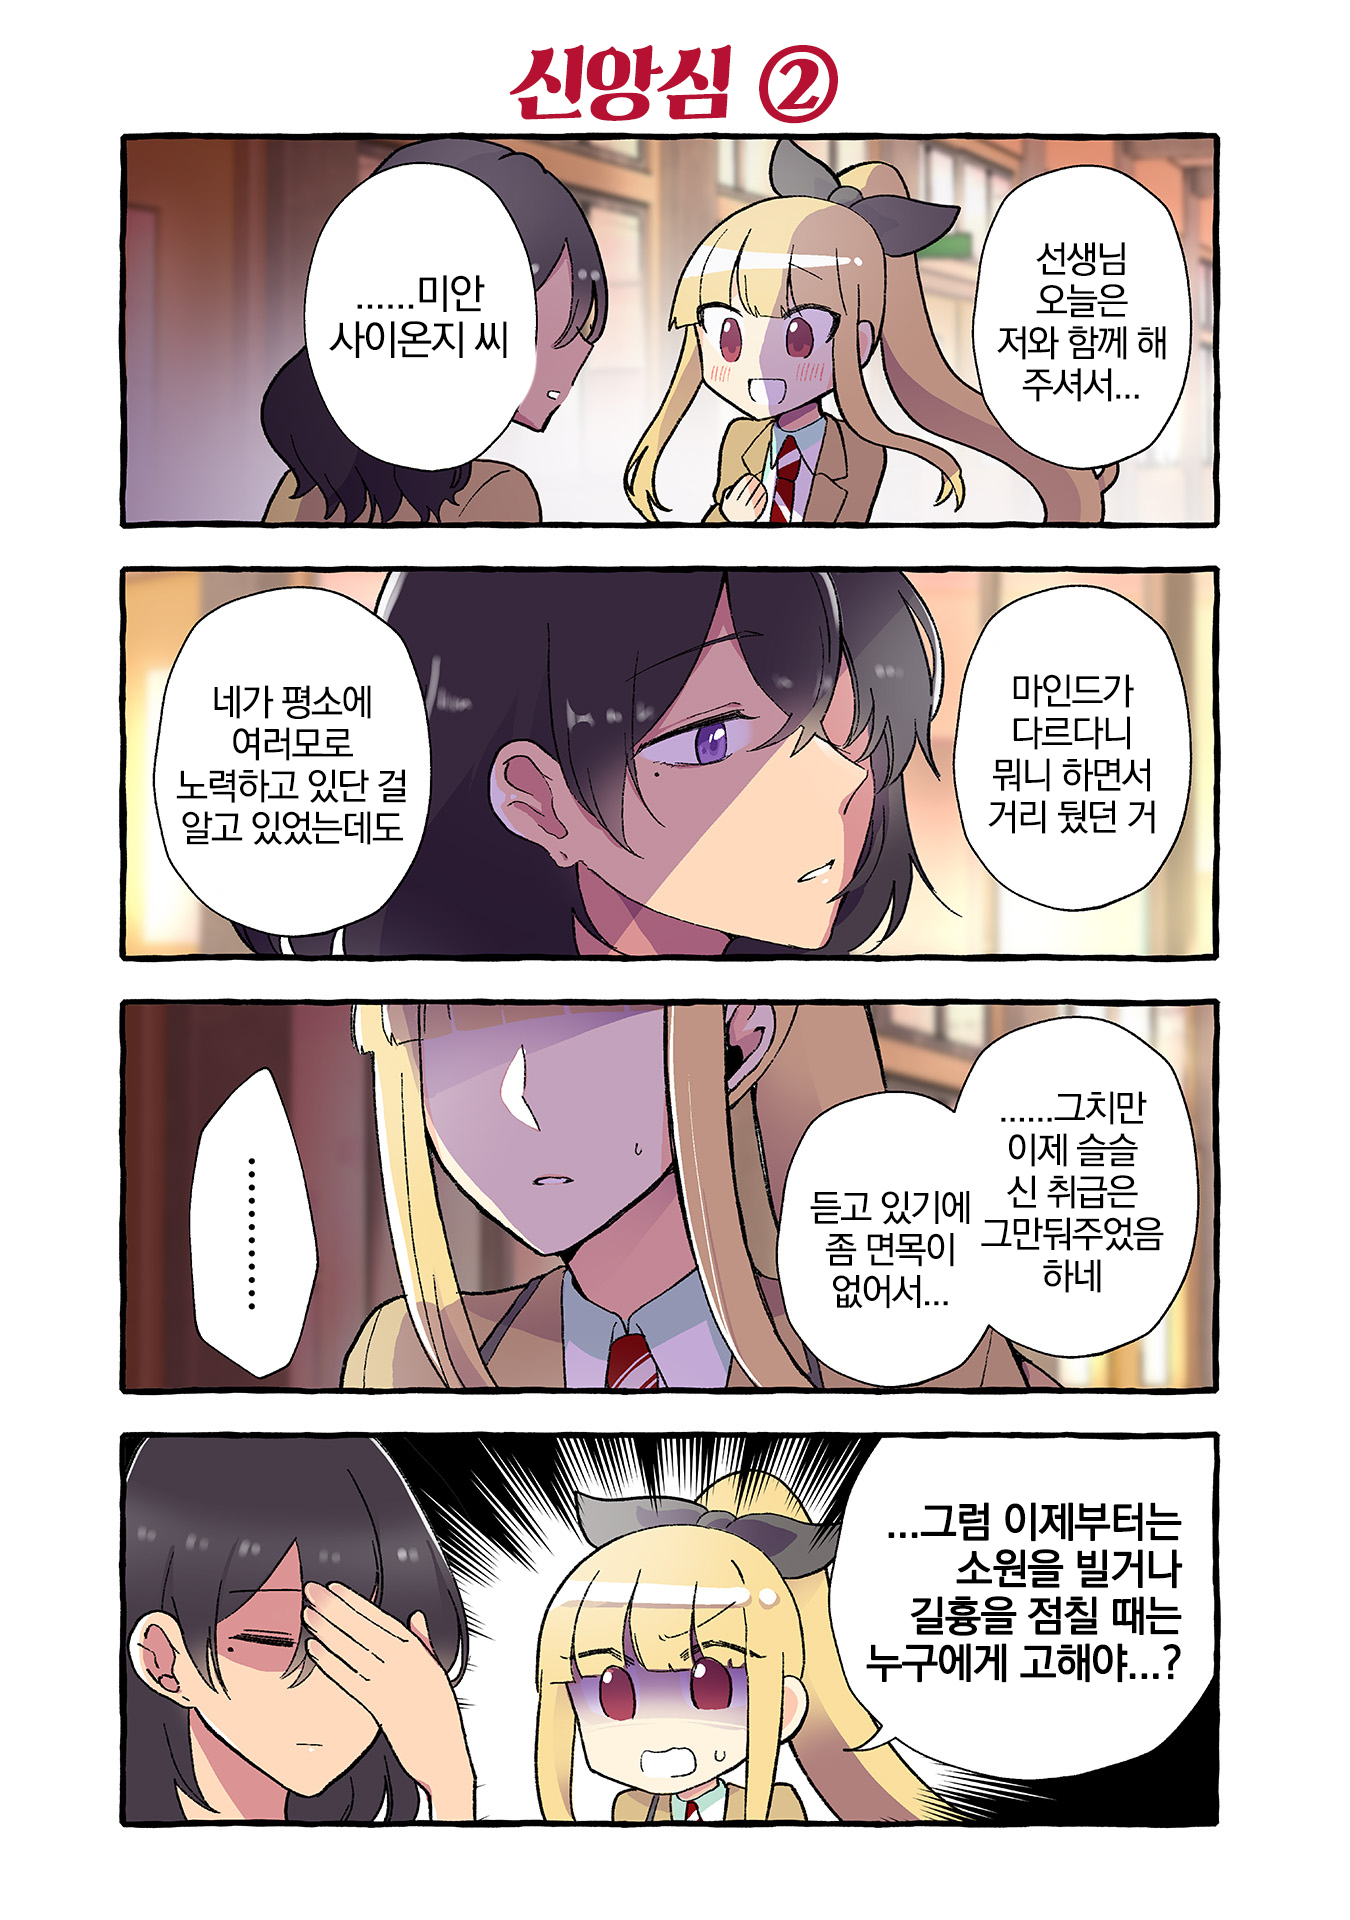 신앙심 ②
선생님
오늘은
저와 함께 해
주셔서...
......미안
사이온지 씨
마인드가
다르다니
뭐니 하면서
거리 뒀던 거
네가 평소에
여러모로
노력하고 있단 걸
알고 있었는데도
......그치만
이제 슬슬
신 취급은
그만둬주었음
하네
듣고 있기에
좀 면목이
없어서...
..........
...그럼 이제부터는
소원을 빌거나
길흉을 점칠 때는
누구에게 고해야...?